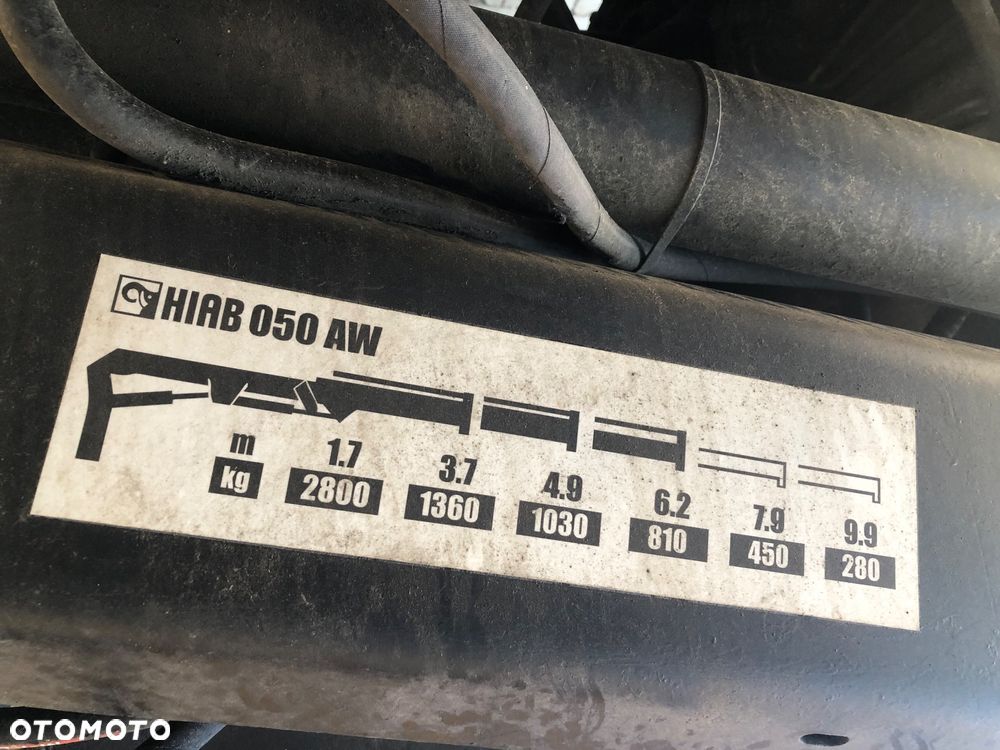 HIAB 050 AW
m 1.7 3.7 4.9 6.2 7.9 9.9
kg 2800 1360 1030 810 450 280
OTOMOTO